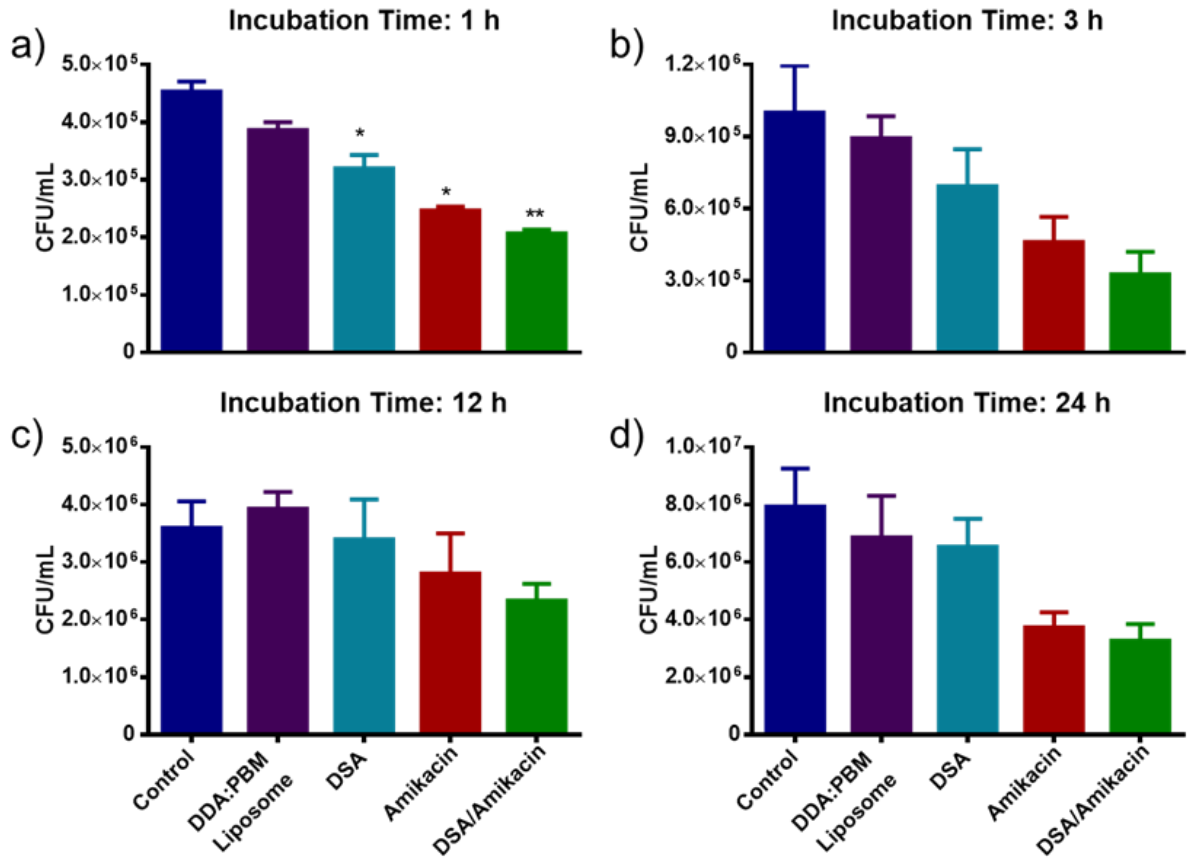 a)
Incubation Time: 1 h
CFU/mL
5.0×10⁵
4.0×10⁵
3.0×10⁵
2.0×10⁵
1.0×10⁵
0
*
*
**
b)
Incubation Time: 3 h
CFU/mL
1.2×10⁶
9.0×10⁵
6.0×10⁵
3.0×10⁵
0
c)
Incubation Time: 12 h
CFU/mL
5.0×10⁶
4.0×10⁶
3.0×10⁶
2.0×10⁶
1.0×10⁶
0
Control
DDA:PBM
Liposome
DSA
Amikacin
DSA/Amikacin
d)
Incubation Time: 24 h
CFU/mL
1.0×10⁷
8.0×10⁶
6.0×10⁶
4.0×10⁶
2.0×10⁶
0
Control
DDA:PBM
Liposome
DSA
Amikacin
DSA/Amikacin